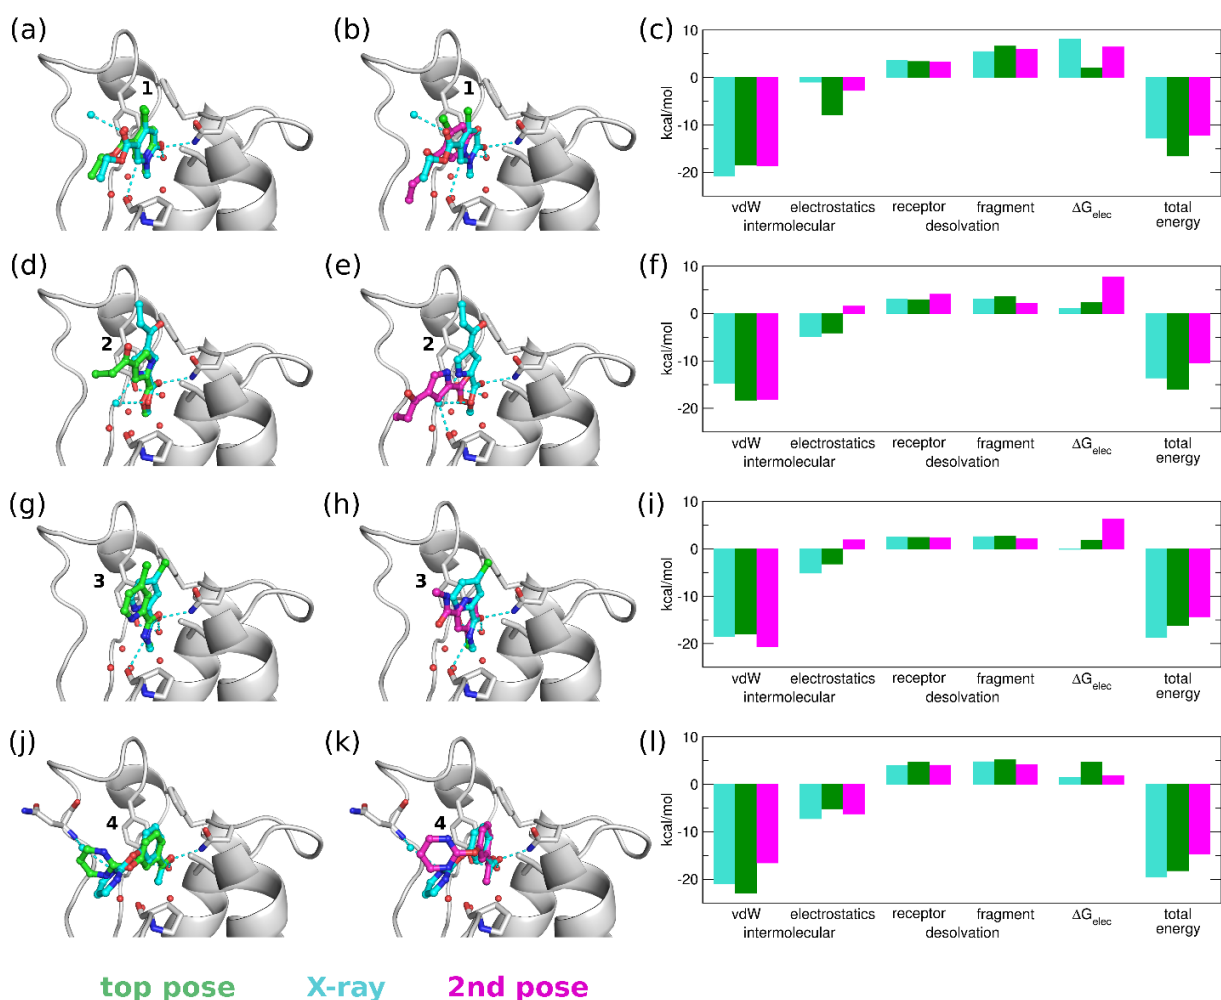 (a)
1
(b)
1
(c)
10
0
-10
-20
kcal/mol
vdW electrostatics receptor fragment ΔGelec total
intermolecular desolvation energy
(d)
2
(e)
2
(f)
10
0
-10
-20
kcal/mol
vdW electrostatics receptor fragment ΔGelec total
intermolecular desolvation energy
(g)
3
(h)
3
(i)
10
0
-10
-20
kcal/mol
vdW electrostatics receptor fragment ΔGelec total
intermolecular desolvation energy
(j)
4
(k)
4
(l)
10
0
-10
-20
kcal/mol
vdW electrostatics receptor fragment ΔGelec total
intermolecular desolvation energy
top pose X-ray 2nd pose